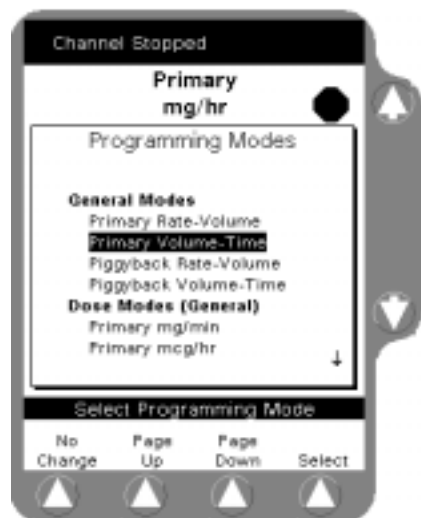 Channel Stopped
Primary
mg/hr
Programming Modes
General Modes
Primary Rate-Volume
Primary Volume-Time
Piggyback Rate-Volume
Piggyback Volume-Time
Dose Modes (General)
Primary mg/min
Primary mcg/hr
↓
Select Programming Mode
No Change
Page Up
Page Down
Select